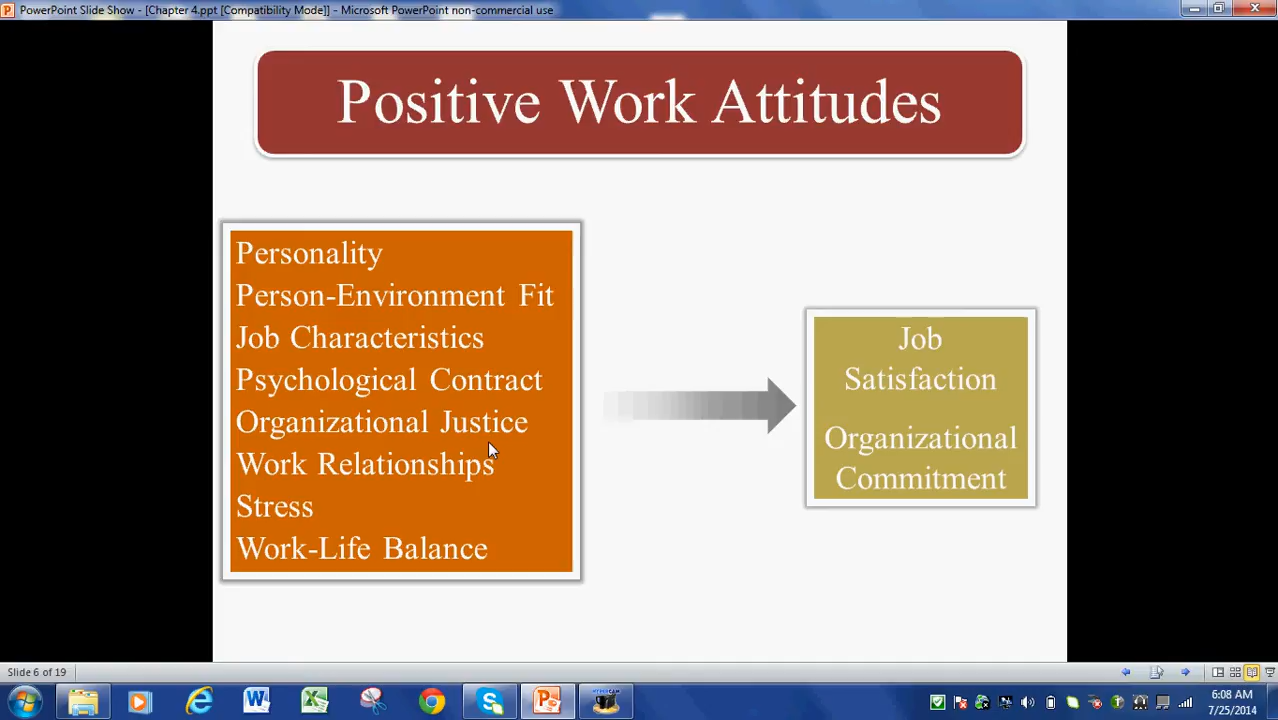 PowerPoint Slide Show - [Chapter 4.ppt [Compatibility Mode]] - Microsoft PowerPoint non-commercial use
Positive Work Attitudes
Personality
Person-Environment Fit
Job Characteristics
Psychological Contract
Organizational Justice
Work Relationships
Stress
Work-Life Balance
Job
Satisfaction
Organizational
Commitment
Slide 6 of 19
6:08 AM
7/25/2014